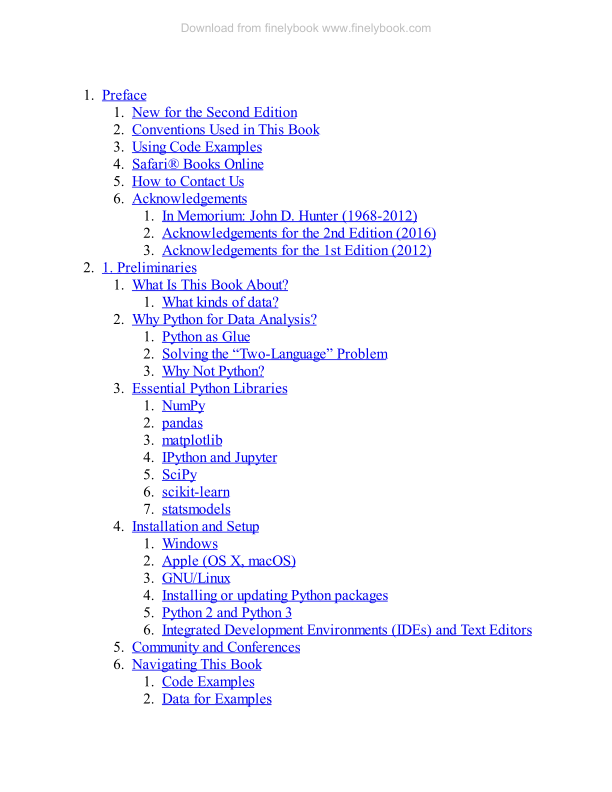 Download from finelybook www.finelybook.com
1. Preface
1. New for the Second Edition
2. Conventions Used in This Book
3. Using Code Examples
4. Safari® Books Online
5. How to Contact Us
6. Acknowledgements
1. In Memorium: John D. Hunter (1968-2012)
2. Acknowledgements for the 2nd Edition (2016)
3. Acknowledgements for the 1st Edition (2012)
2. 1. Preliminaries
1. What Is This Book About?
1. What kinds of data?
2. Why Python for Data Analysis?
1. Python as Glue
2. Solving the “Two-Language” Problem
3. Why Not Python?
3. Essential Python Libraries
1. NumPy
2. pandas
3. matplotlib
4. IPython and Jupyter
5. SciPy
6. scikit-learn
7. statsmodels
4. Installation and Setup
1. Windows
2. Apple (OS X, macOS)
3. GNU/Linux
4. Installing or updating Python packages
5. Python 2 and Python 3
6. Integrated Development Environments (IDEs) and Text Editors
5. Community and Conferences
6. Navigating This Book
1. Code Examples
2. Data for Examples